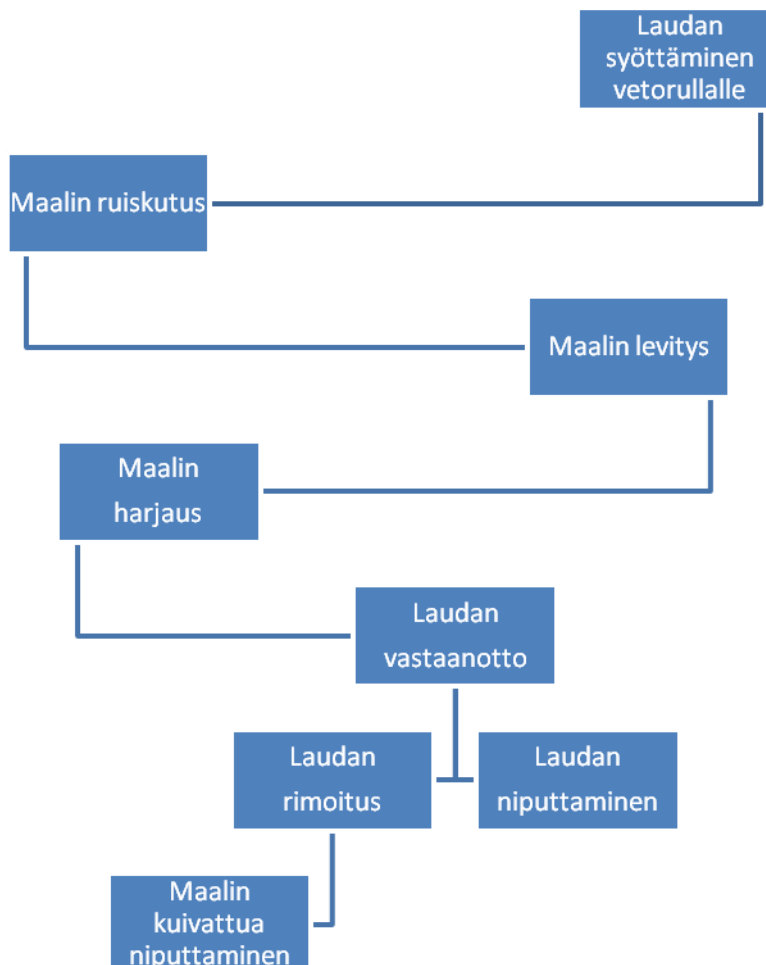 Laudan
syöttäminen
vetorullalle
Maalin ruiskutus
Maalin levitys
Maalin
harjaus
Laudan
vastaanotto
Laudan
rimoitus
Laudan
niputtaminen
Maalin
kuivattua
niputtaminen